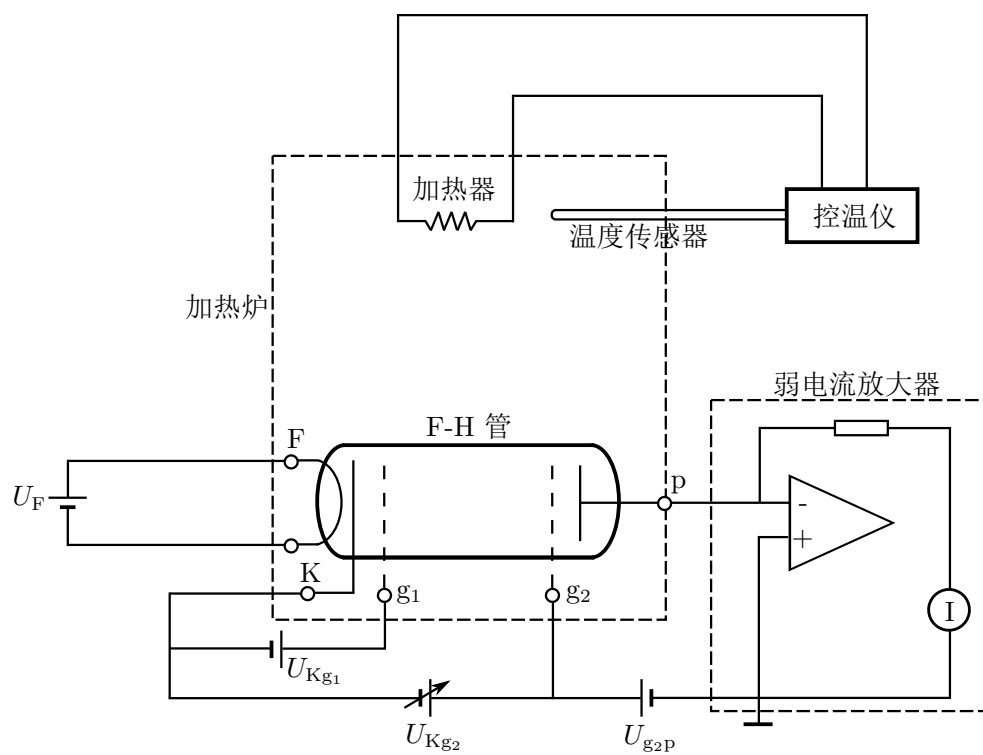 加热器
控温仪
温度传感器
加热炉
弱电流放大器
F-H 管
F
p
U_F
-
+
K
g₁
g₂
I
U_Kg₁
U_Kg₂
U_g₂p